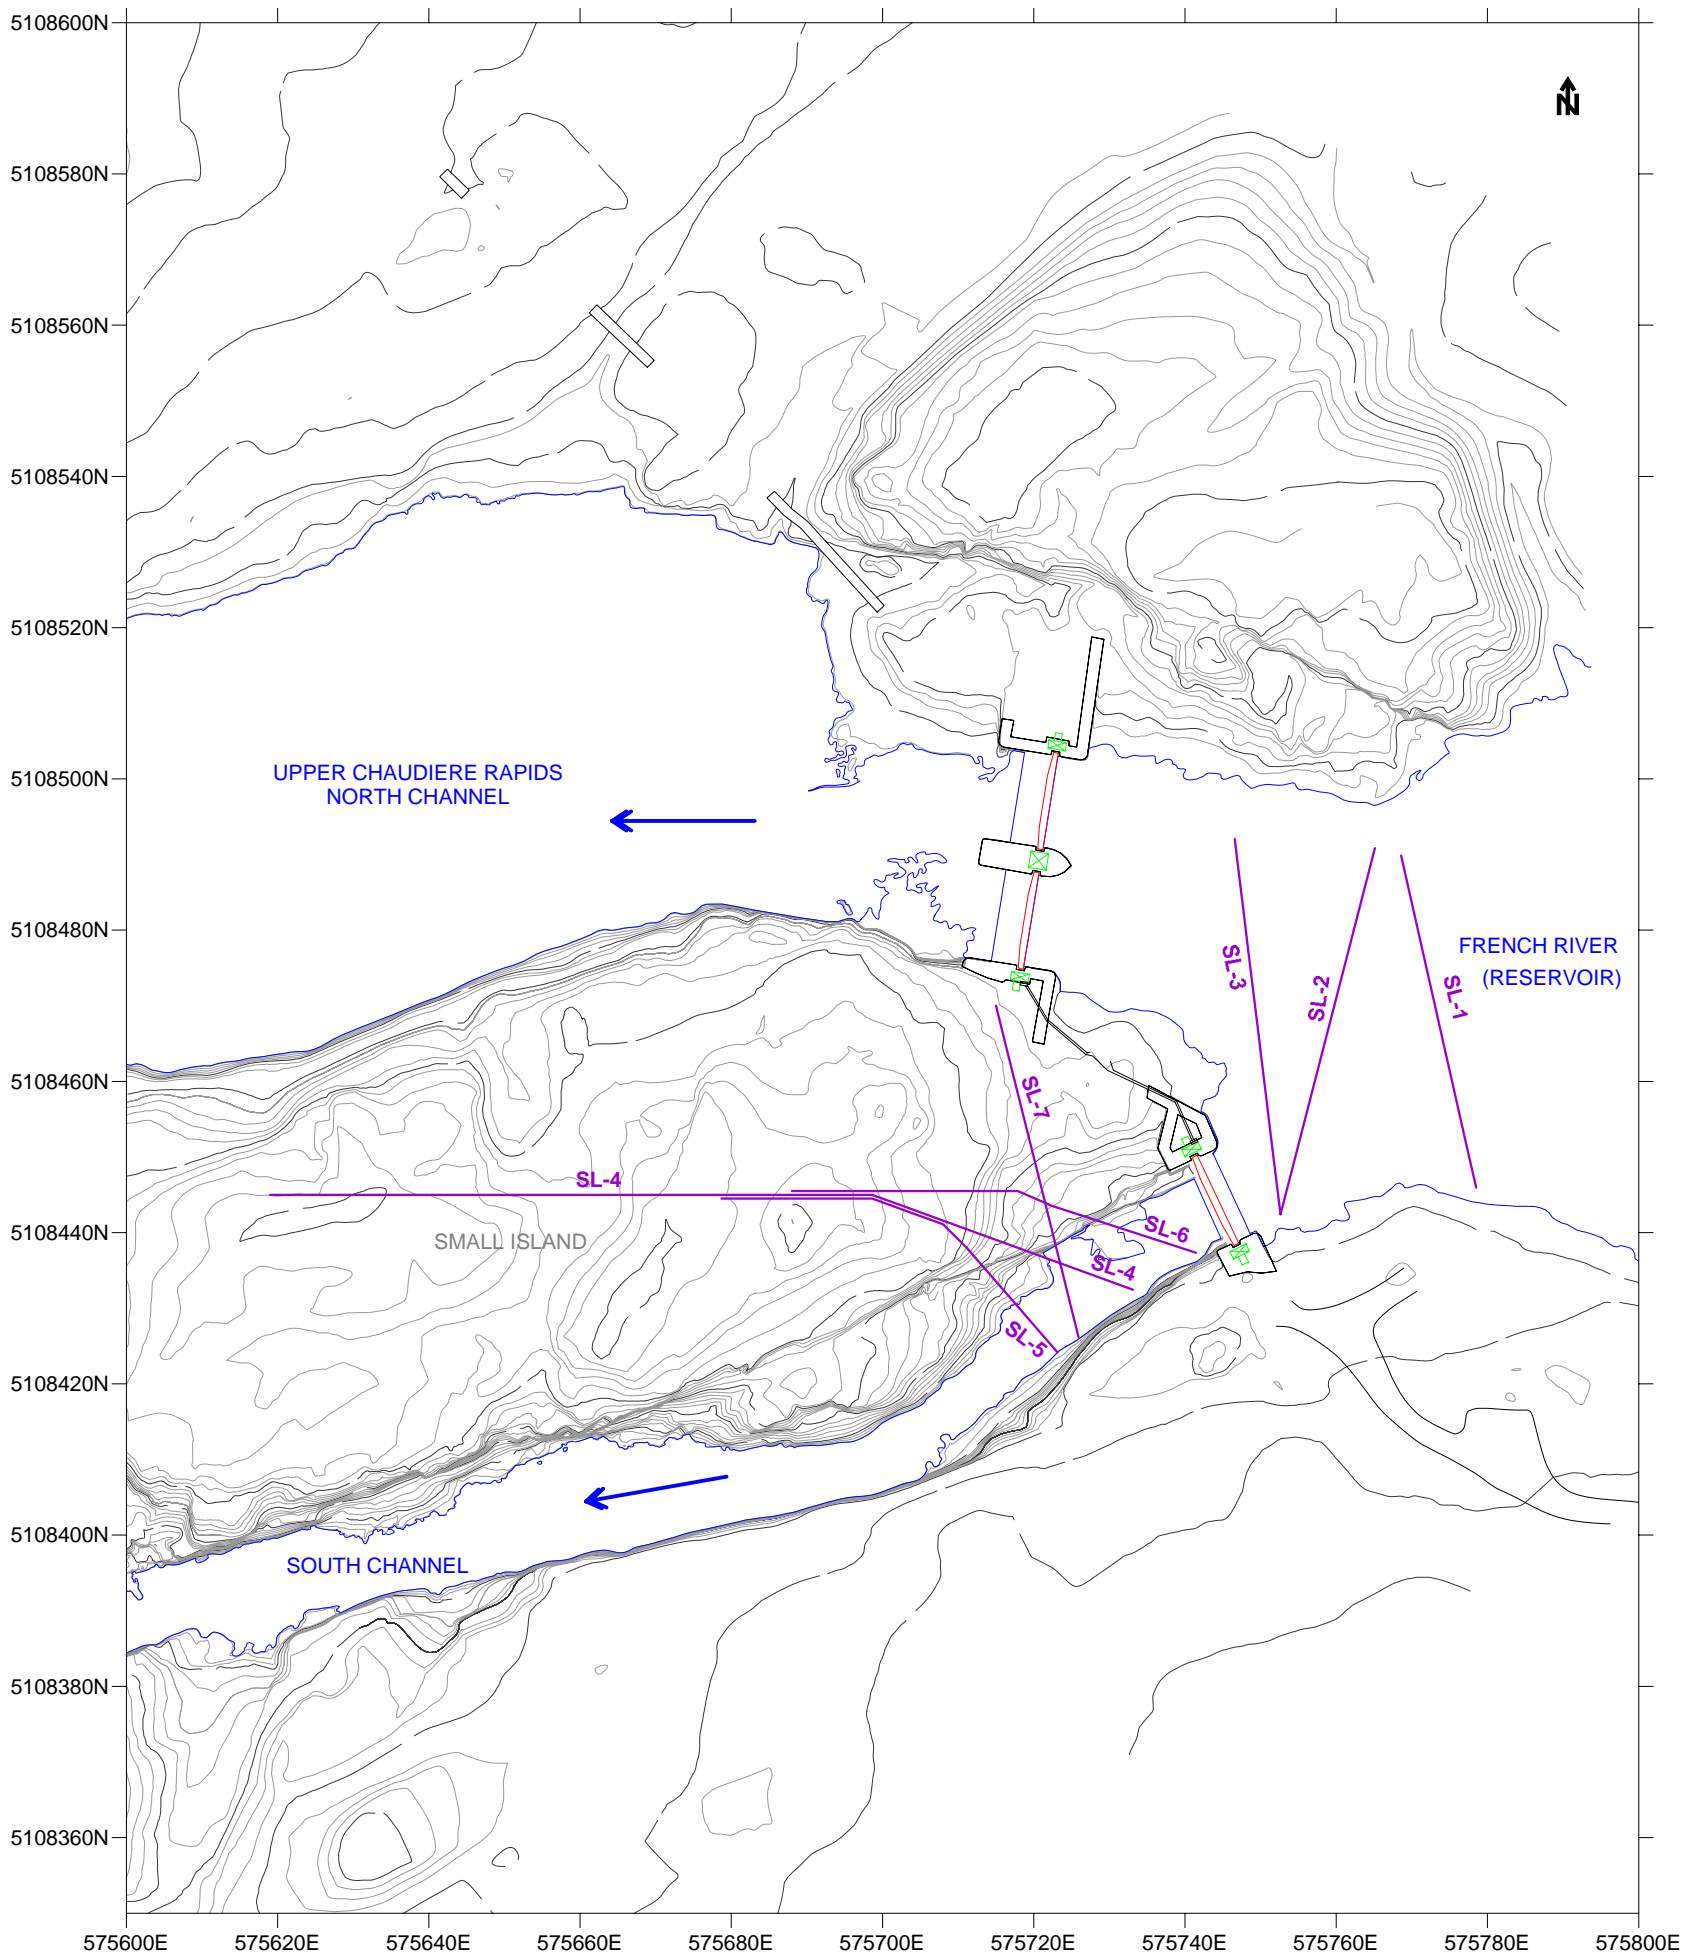 5108600N
N
5108580N
5108560N
5108540N
5108520N
5108500N
UPPER CHAUDIERE RAPIDS
NORTH CHANNEL
5108480N
FRENCH RIVER
(RESERVOIR)
SL-3
SL-2
SL-1
5108460N
SL-7
SL-4
5108440N
SMALL ISLAND
SL-6
SL-4
SL-5
5108420N
5108400N
SOUTH CHANNEL
5108380N
5108360N
575600E
575620E
575640E
575660E
575680E
575700E
575720E
575740E
575760E
575780E
575800E